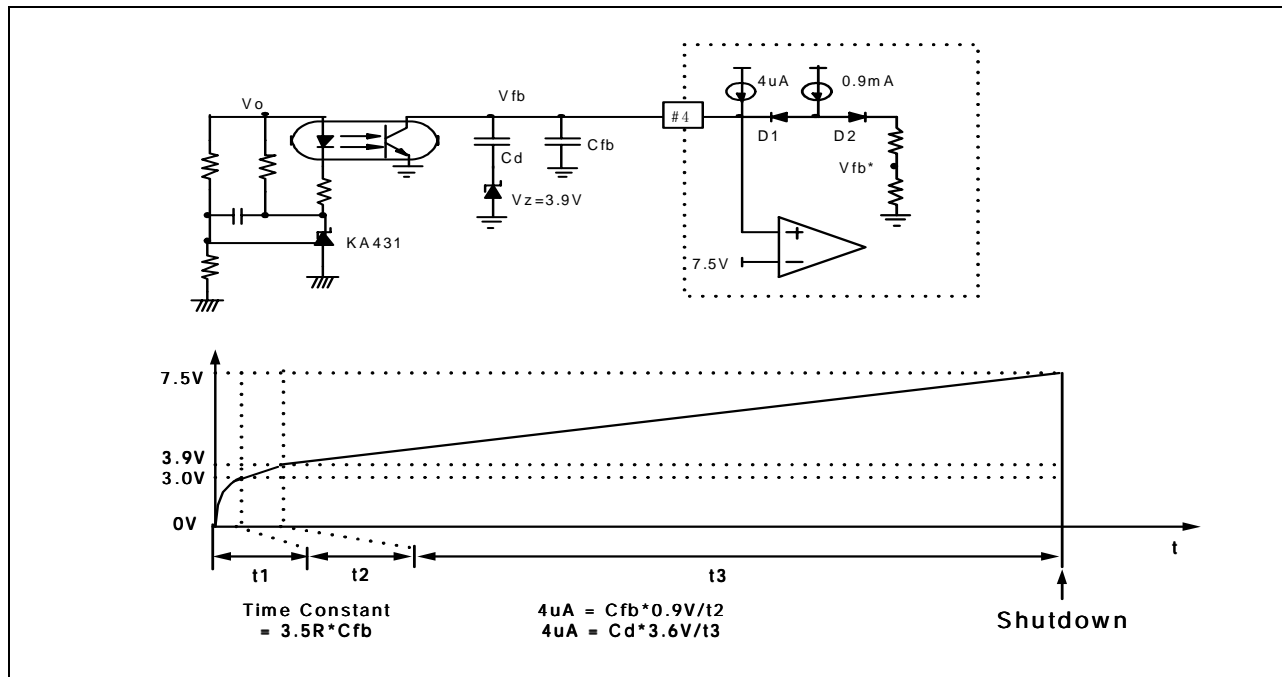 4uA 0.9mA
Vo Vfb #4
D1 D2
Cd Cfb Vfb*
Vz=3.9V
KA431
+
7.5V −
7.5V
3.9V
3.0V
0V
t
t1 t2 t3
Time Constant
= 3.5R*Cfb
4uA = Cfb*0.9V/t2
4uA = Cd*3.6V/t3
Shutdown